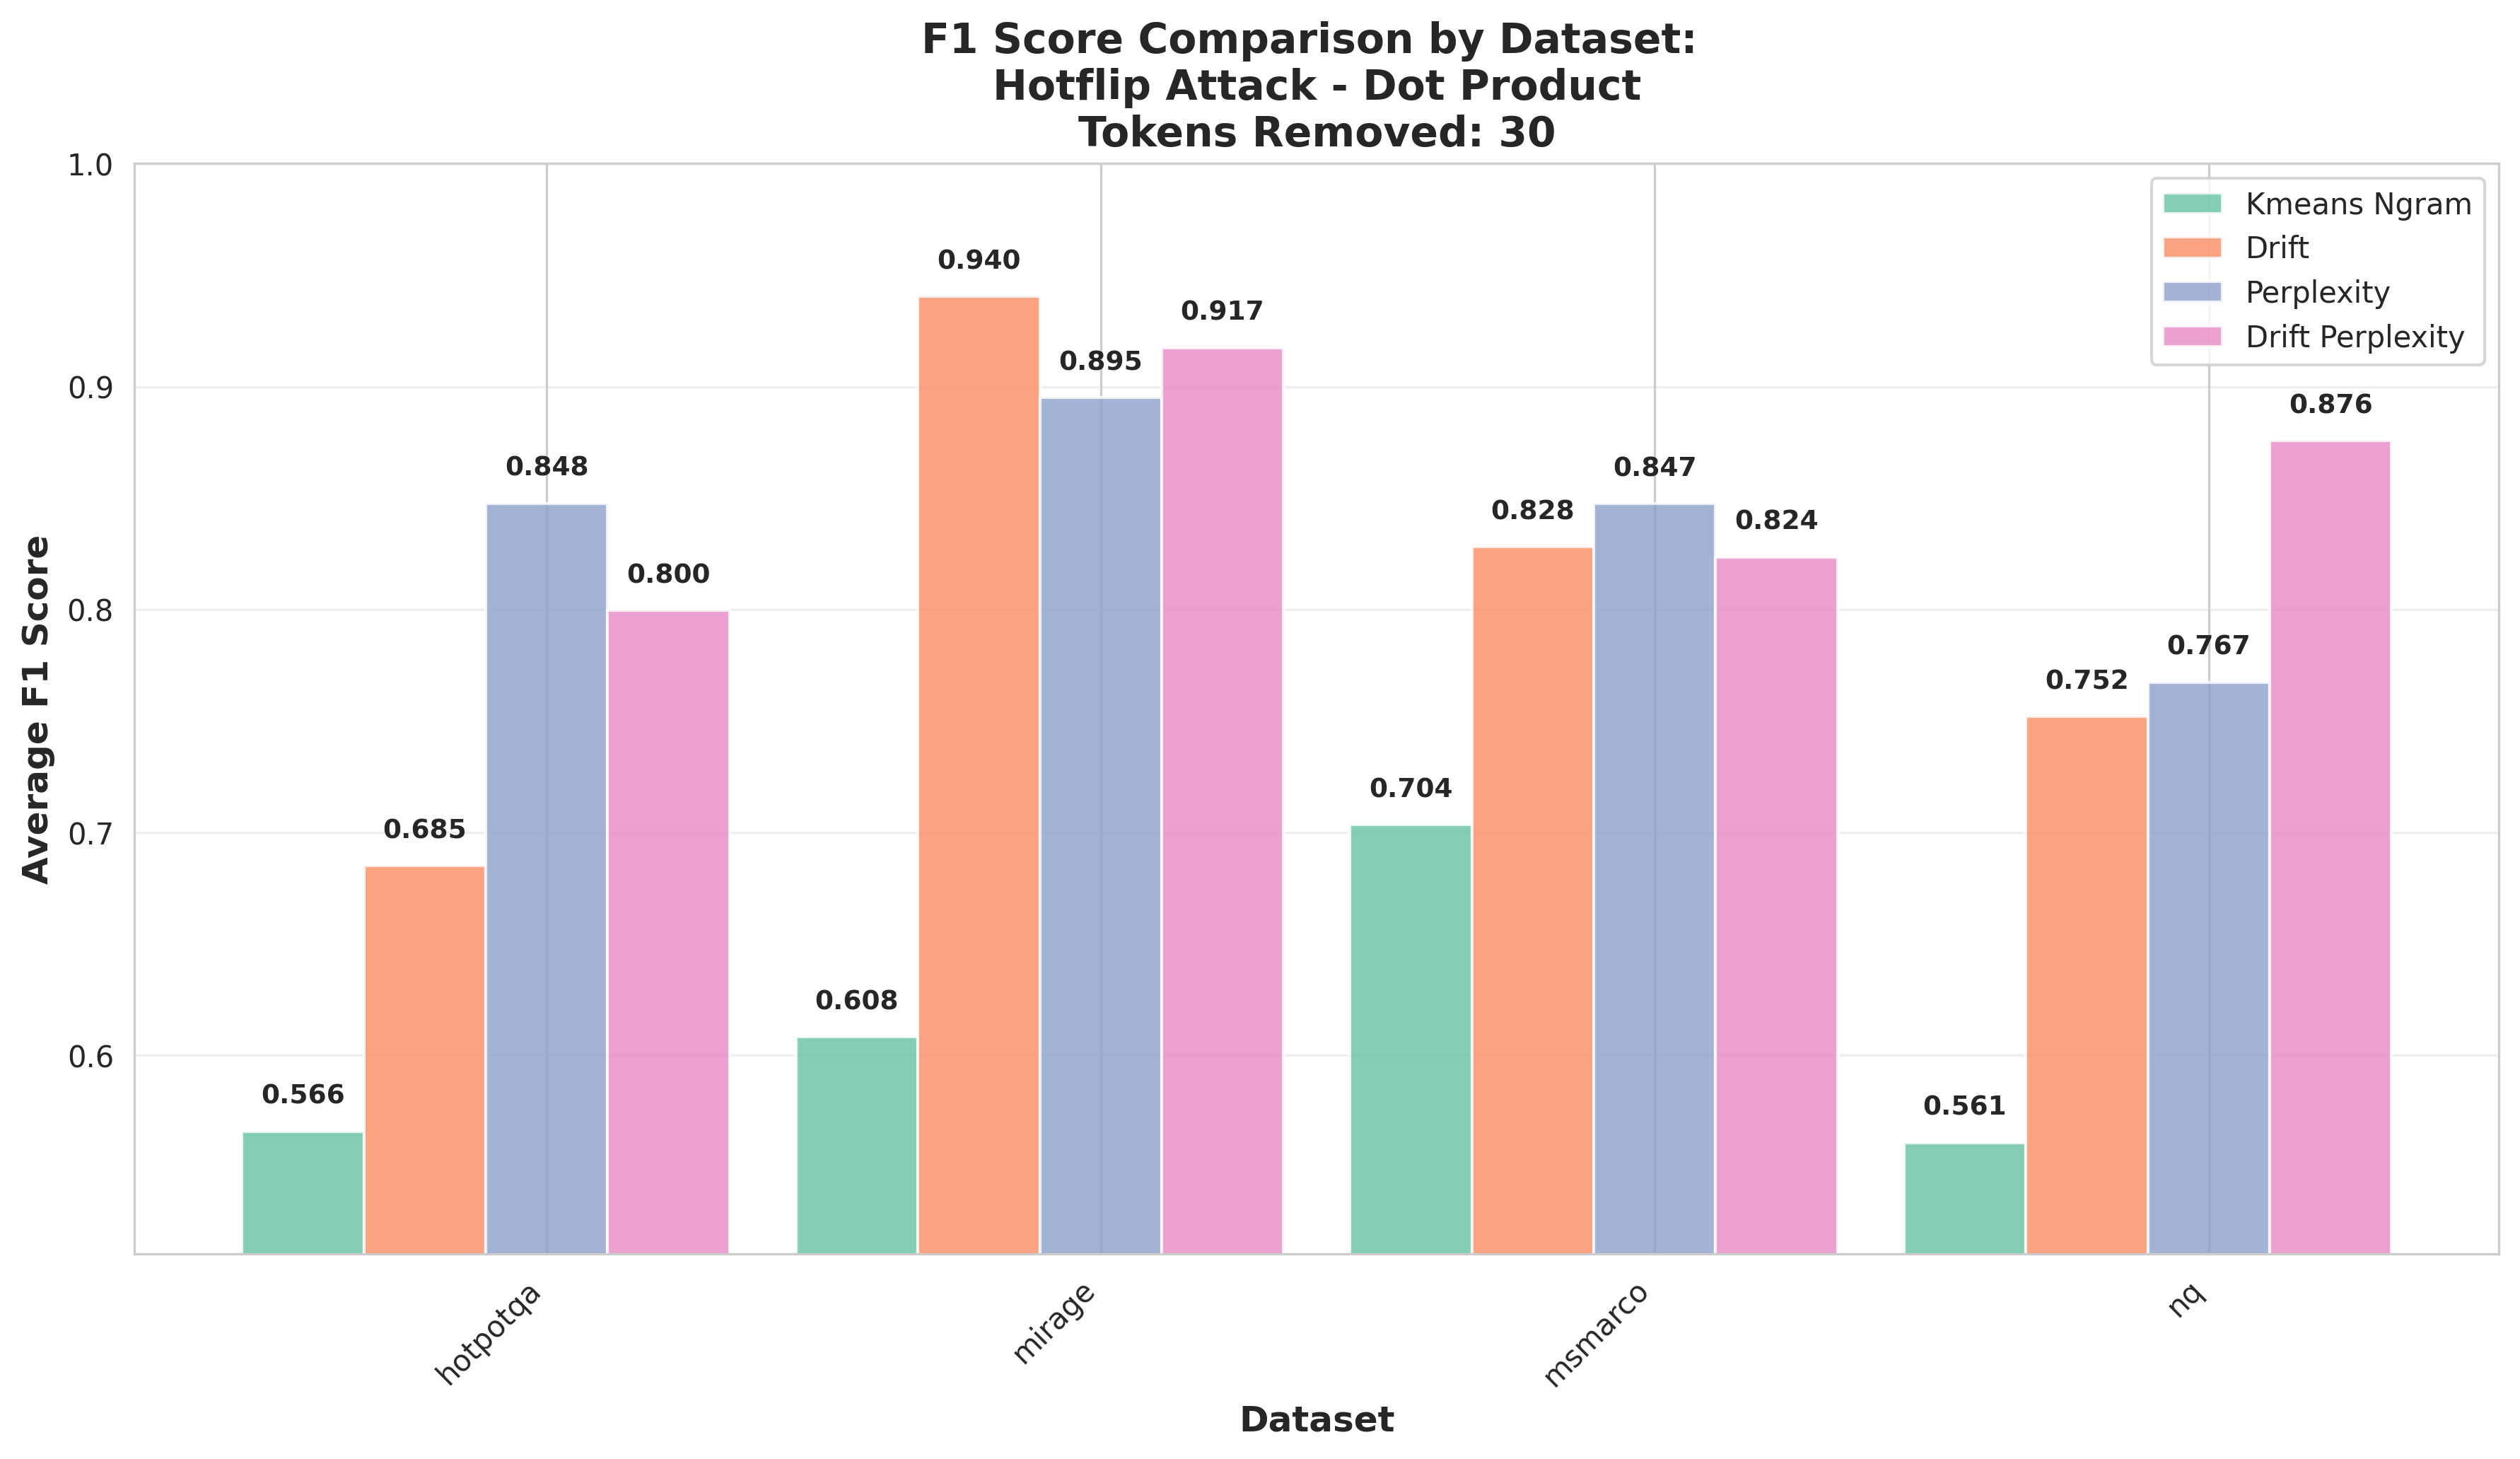 F1 Score Comparison by Dataset:
Hotflip Attack - Dot Product
Tokens Removed: 30
1.0
0.9
0.8
0.7
0.6
Average F1 Score
Kmeans Ngram
Drift
Perplexity
Drift Perplexity
0.566
0.685
0.848
0.800
0.608
0.940
0.895
0.917
0.704
0.828
0.847
0.824
0.561
0.752
0.767
0.876
hotpotqa
mirage
msmarco
nq
Dataset